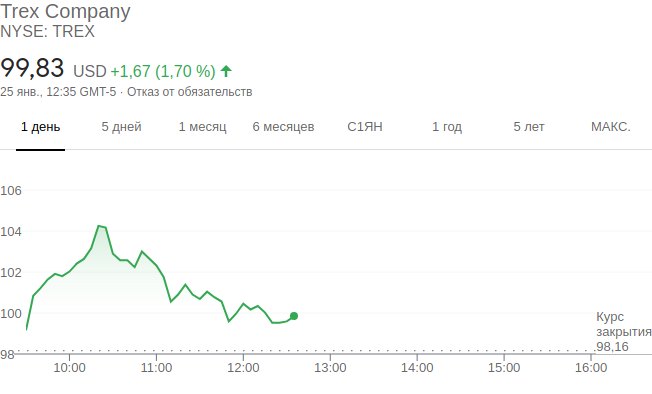 Trex Company
NYSE: TREX
99,83 USD +1,67 (1,70 %)
25 янв., 12:35 GMT-5 · Отказ от обязательств
1 день 5 дней 1 месяц 6 месяцев С1ЯН 1 год 5 лет МАКС.
106
104
102
100
Курс
закрытия
98,16
98
10:00 11:00 12:00 13:00 14:00 15:00 16:00